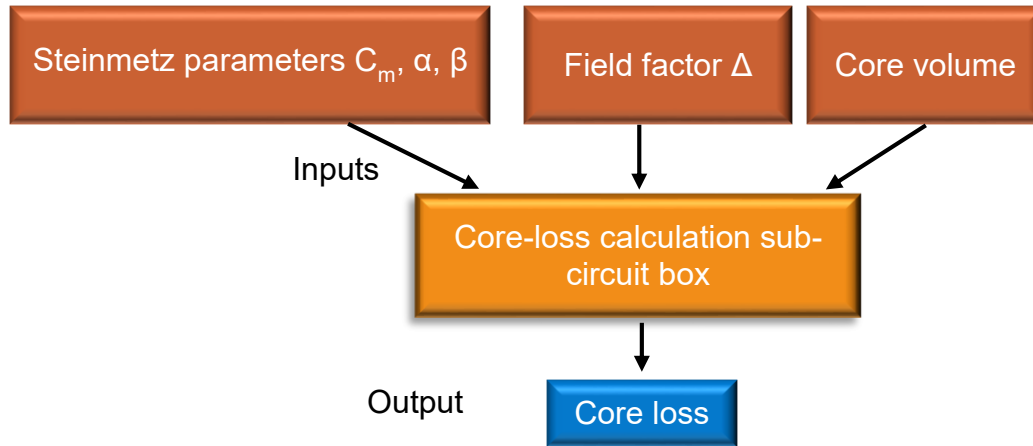 Steinmetz parameters Cm, α, β
Field factor Δ
Core volume
Inputs
Core-loss calculation sub-
circuit box
Output
Core loss